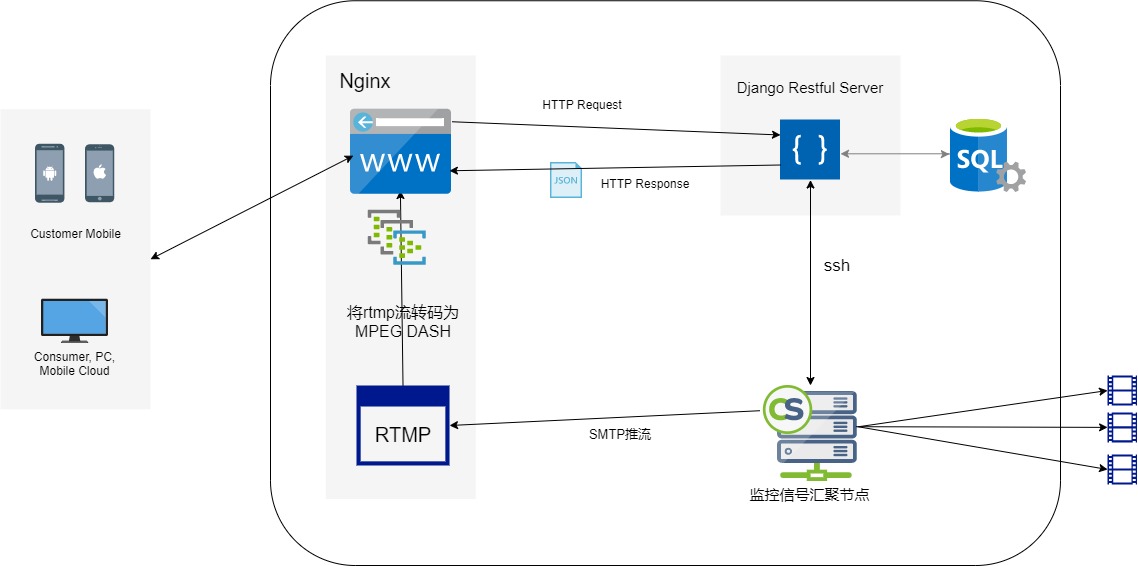 Nginx
Django Restful Server
HTTP Request
WWW
{ }
SQL
JSON
HTTP Response
Customer Mobile
ssh
将rtmp流转码为
MPEG DASH
Consumer, PC,
Mobile Cloud
CS
RTMP
SMTP推流
监控信号汇聚节点